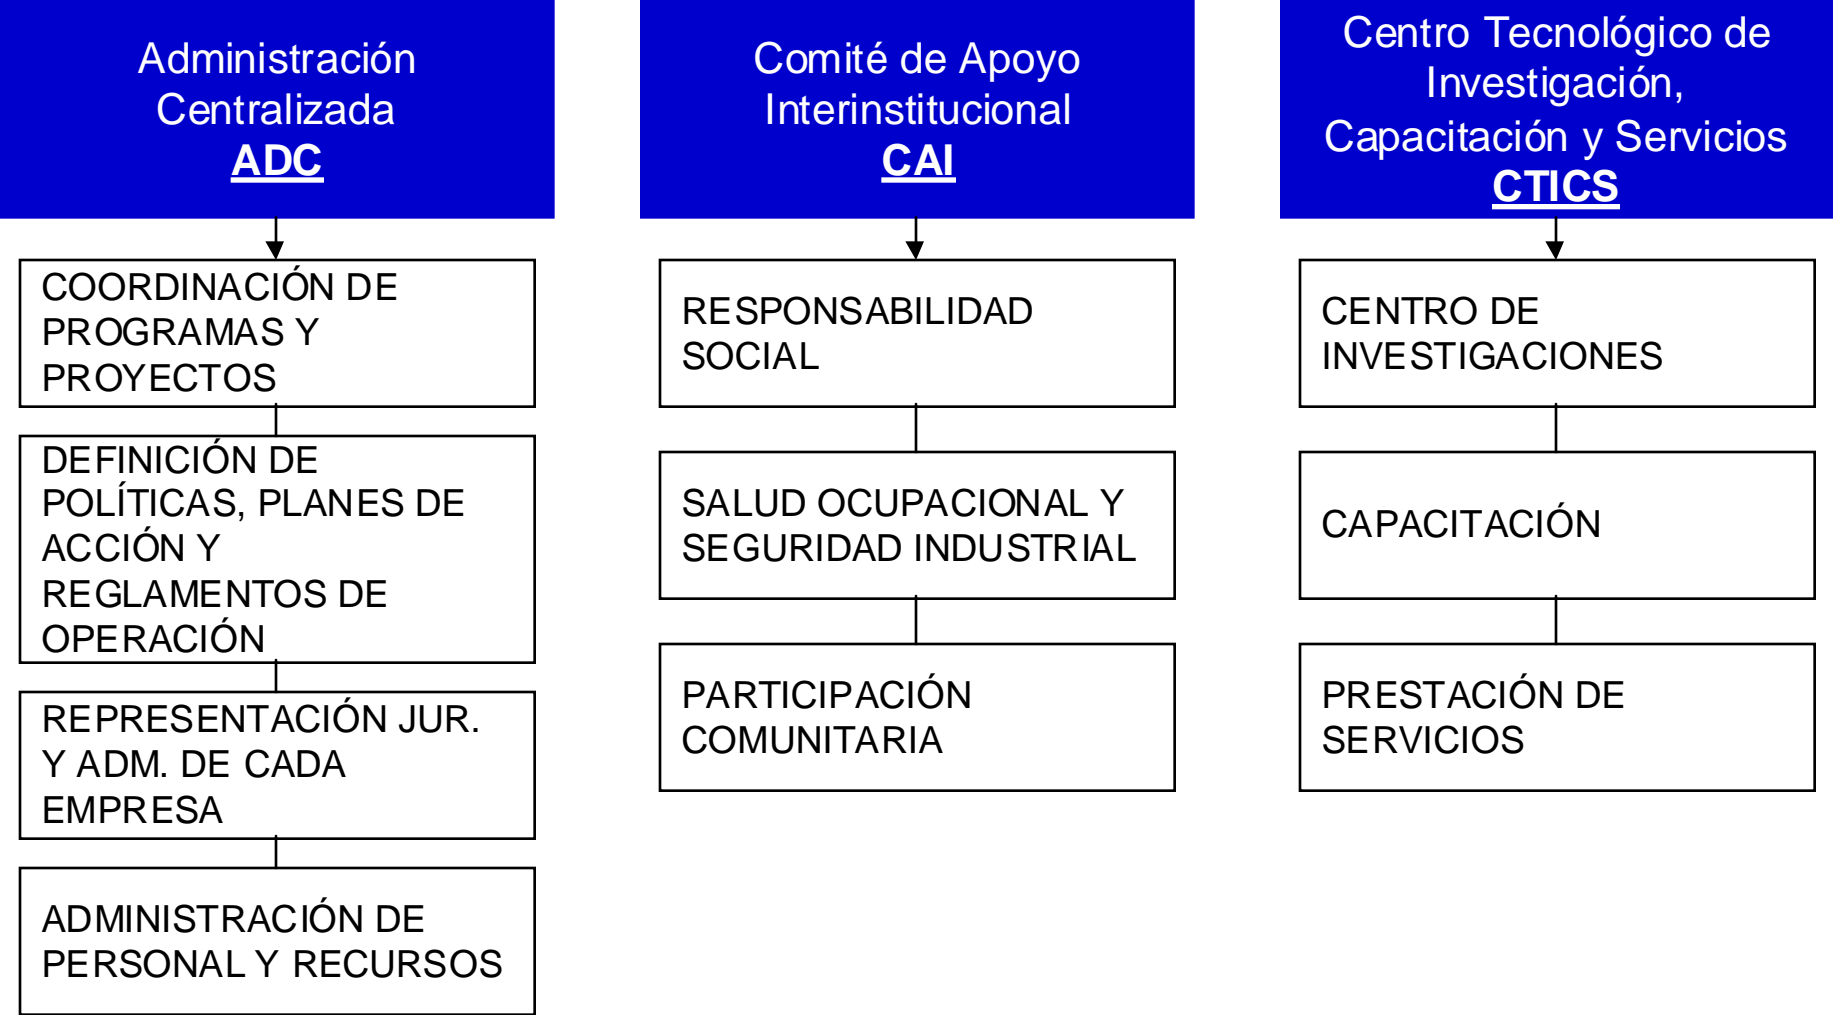 Administración
Centralizada
ADC
COORDINACIÓN DE
PROGRAMAS Y
PROYECTOS
DEFINICIÓN DE
POLÍTICAS, PLANES DE
ACCIÓN Y
REGLAMENTOS DE
OPERACIÓN
REPRESENTACIÓN JUR.
Y ADM. DE CADA
EMPRESA
ADMINISTRACIÓN DE
PERSONAL Y RECURSOS
Comité de Apoyo
Interinstitucional
CAI
RESPONSABILIDAD
SOCIAL
SALUD OCUPACIONAL Y
SEGURIDAD INDUSTRIAL
PARTICIPACIÓN
COMUNITARIA
Centro Tecnológico de
Investigación,
Capacitación y Servicios
CTICS
CENTRO DE
INVESTIGACIONES
CAPACITACIÓN
PRESTACIÓN DE
SERVICIOS